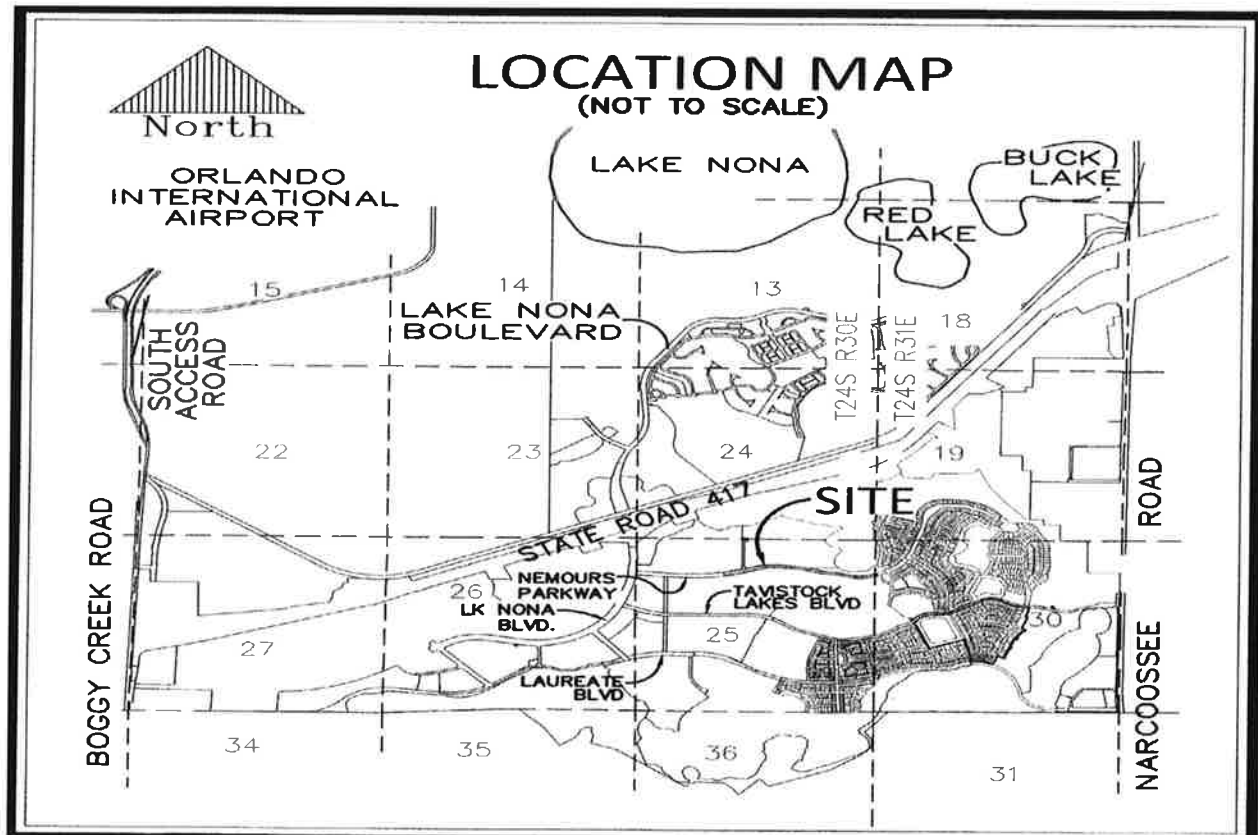 LOCATION MAP
(NOT TO SCALE)
North
ORLANDO
INTERNATIONAL
AIRPORT
LAKE NONA
BUCK
LAKE
RED
LAKE
15
14
13
18
LAKE NONA
BOULEVARD
SOUTH
ACCESS
ROAD
T24S R30E
T24S R31E
22
23
24
19
STATE ROAD 417
SITE
BOGGY CREEK ROAD
NARCOOSSEE ROAD
NEMOURS
PARKWAY
26
LK NONA
BLVD.
TAVISTOCK
LAKES BLVD
27
25
30
LAUREATE
BLVD
34
35
36
31